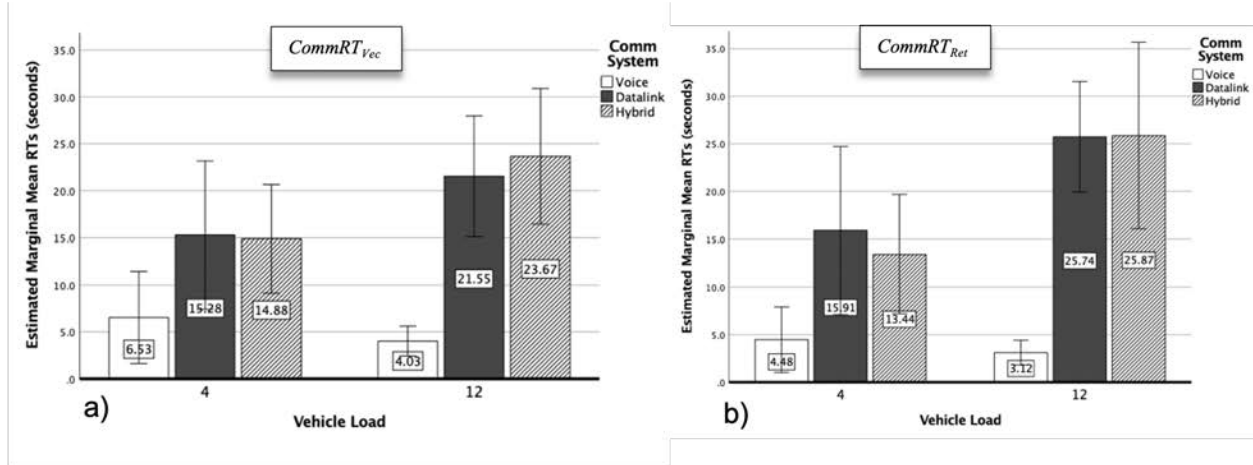 CommRT_Vec
Comm
System
Voice
Datalink
Hybrid
Estimated Marginal Mean RTs (seconds)
35.0
30.0
25.0
20.0
15.0
10.0
5.0
.0
6.53
15.28
14.88
4.03
21.55
23.67
4
12
Vehicle Load
a)
CommRT_Ret
Comm
System
Voice
Datalink
Hybrid
Estimated Marginal Mean RTs (seconds)
35.0
30.0
25.0
20.0
15.0
10.0
5.0
.0
4.48
15.91
13.44
3.12
25.74
25.87
4
12
Vehicle Load
b)